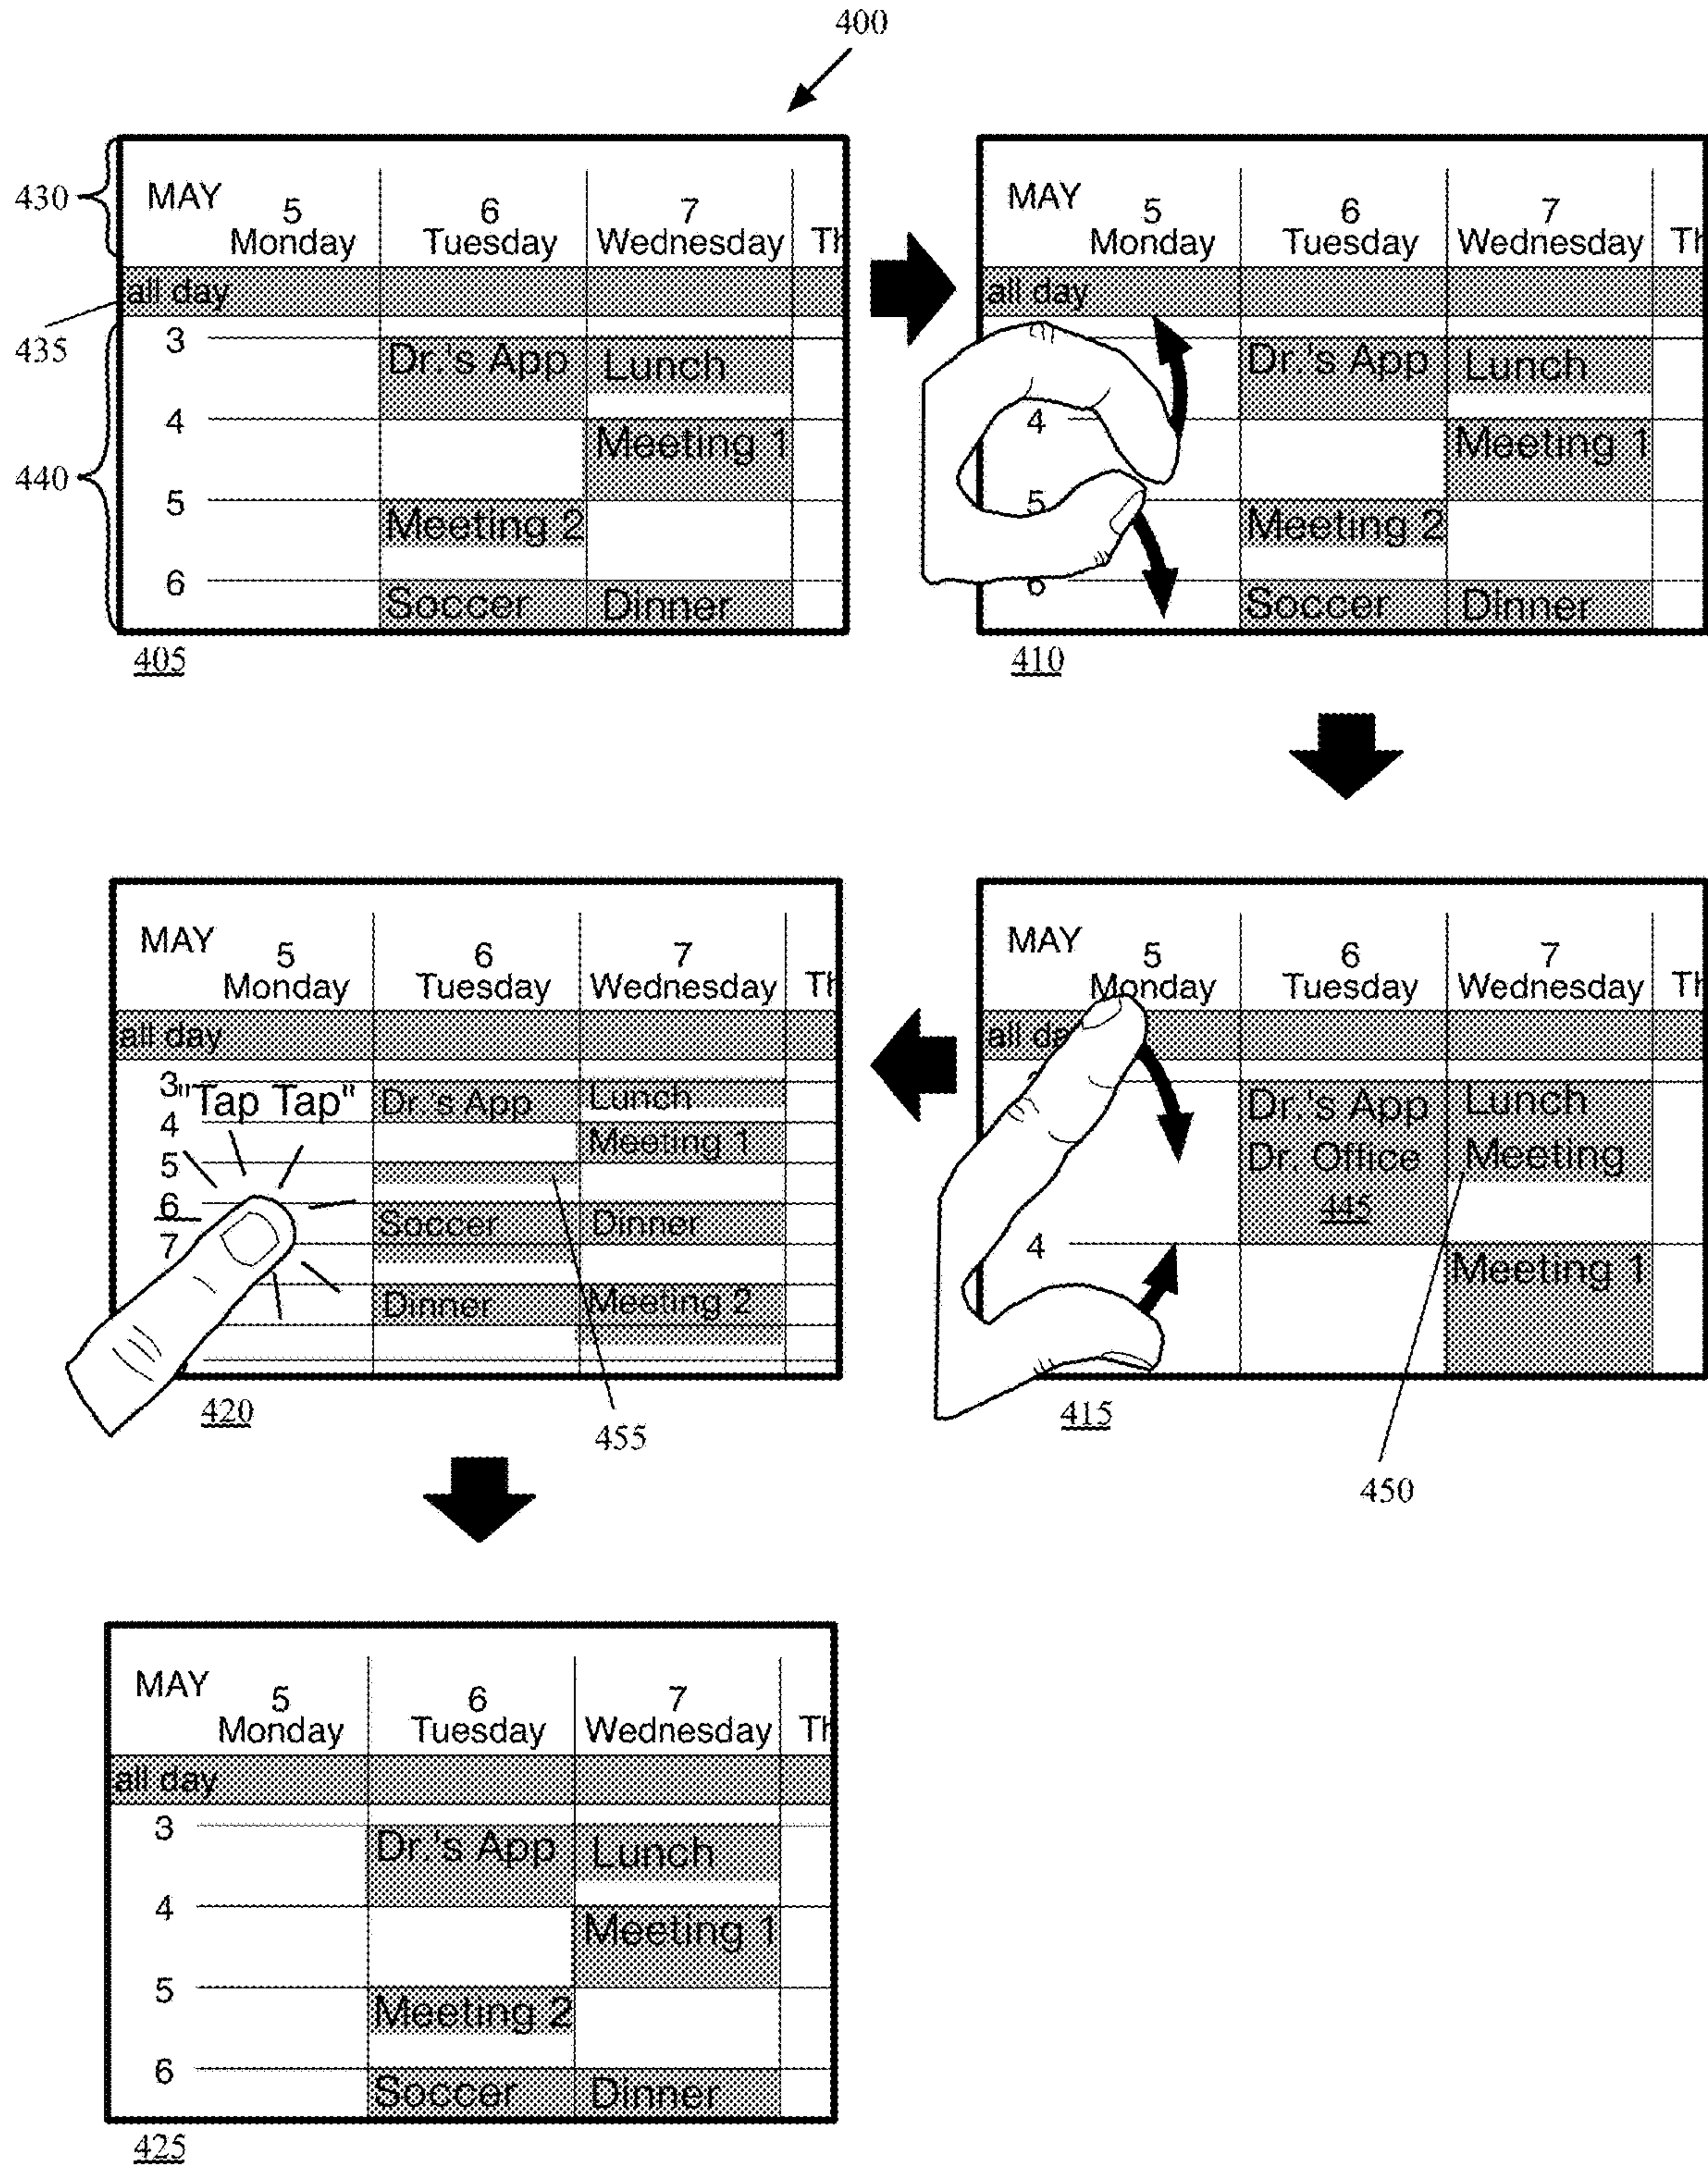 400
430
MAY
5
Monday
6
Tuesday
7
Wednesday
Th
all day
435
440
3
Dr.'s App
Lunch
4
Meeting 1
5
Meeting 2
6
Soccer
Dinner
405
MAY
5
Monday
6
Tuesday
7
Wednesday
Th
all day
3
Dr.'s App
Lunch
4
Meeting 1
5
Meeting 2
6
Soccer
Dinner
410
MAY
5
Monday
6
Tuesday
7
Wednesday
Th
all day
3
"Tap Tap"
Dr.'s App
Lunch
4
Meeting 1
5
6
Soccer
Dinner
7
Dinner
Meeting 2
420
455
MAY
5
Monday
6
Tuesday
7
Wednesday
Th
all da
Dr.'s App
Dr. Office
445
Lunch
Meeting
4
Meeting 1
415
450
MAY
5
Monday
6
Tuesday
7
Wednesday
Th
all day
3
Dr.'s App
Lunch
4
Meeting 1
5
Meeting 2
6
Soccer
Dinner
425